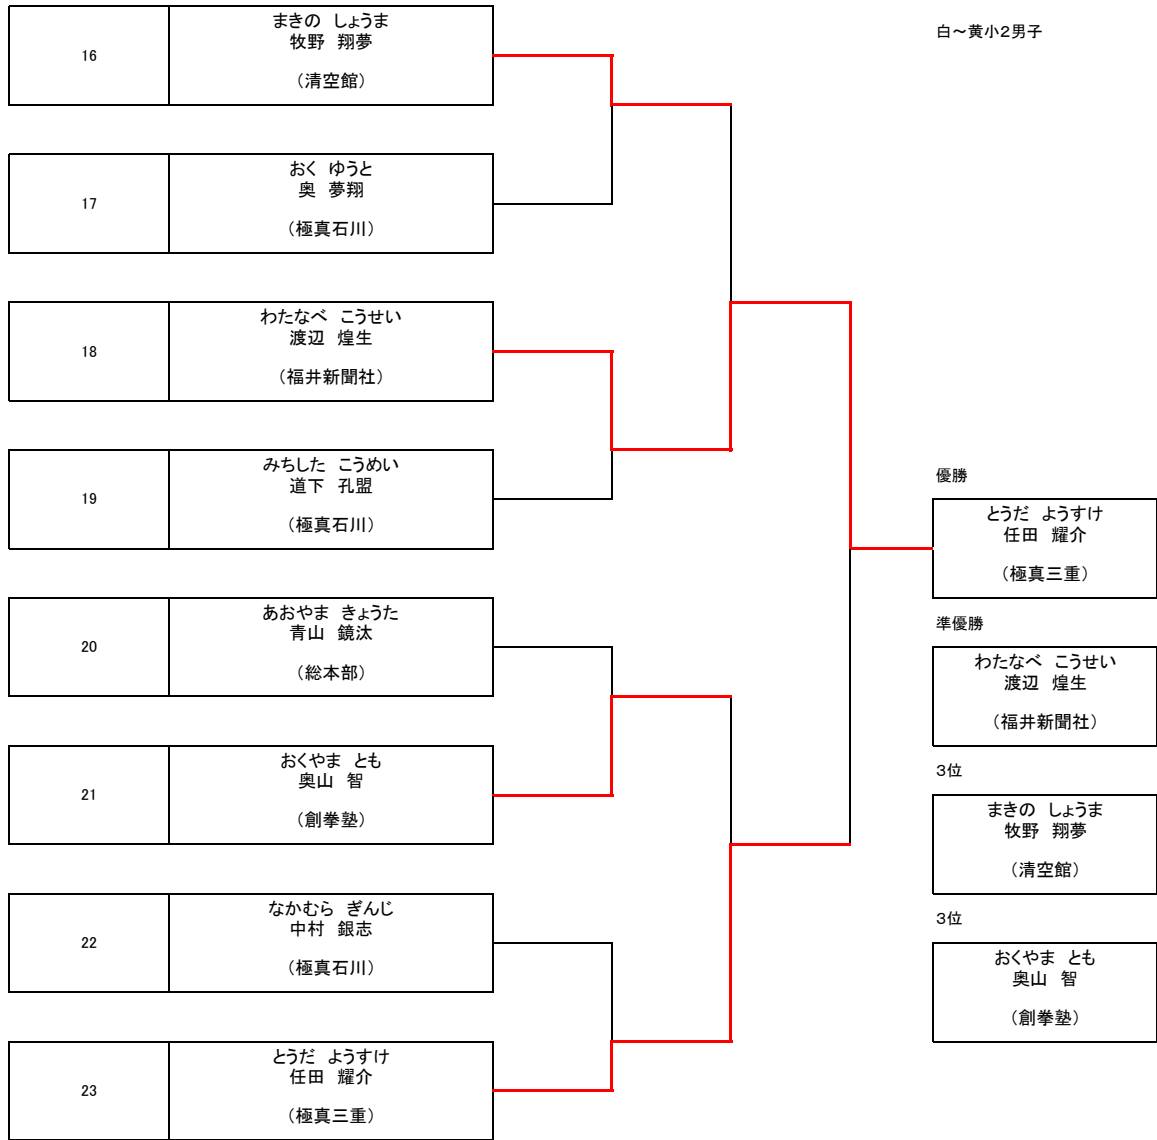 白～黄小2男子
16
まきの しょうま
牧野 翔夢
（清空館）
17
おく ゆうと
奥 夢翔
（極真石川）
18
わたなべ こうせい
渡辺 煌生
（福井新聞社）
19
みちした こうめい
道下 孔盟
（極真石川）
20
あおやま きょうた
青山 鏡汰
（総本部）
21
おくやま とも
奥山 智
（創拳塾）
22
なかむら ぎんじ
中村 銀志
（極真石川）
23
とうだ ようすけ
任田 耀介
（極真三重）
優勝
とうだ ようすけ
任田 耀介
（極真三重）
準優勝
わたなべ こうせい
渡辺 煌生
（福井新聞社）
3位
まきの しょうま
牧野 翔夢
（清空館）
3位
おくやま とも
奥山 智
（創拳塾）